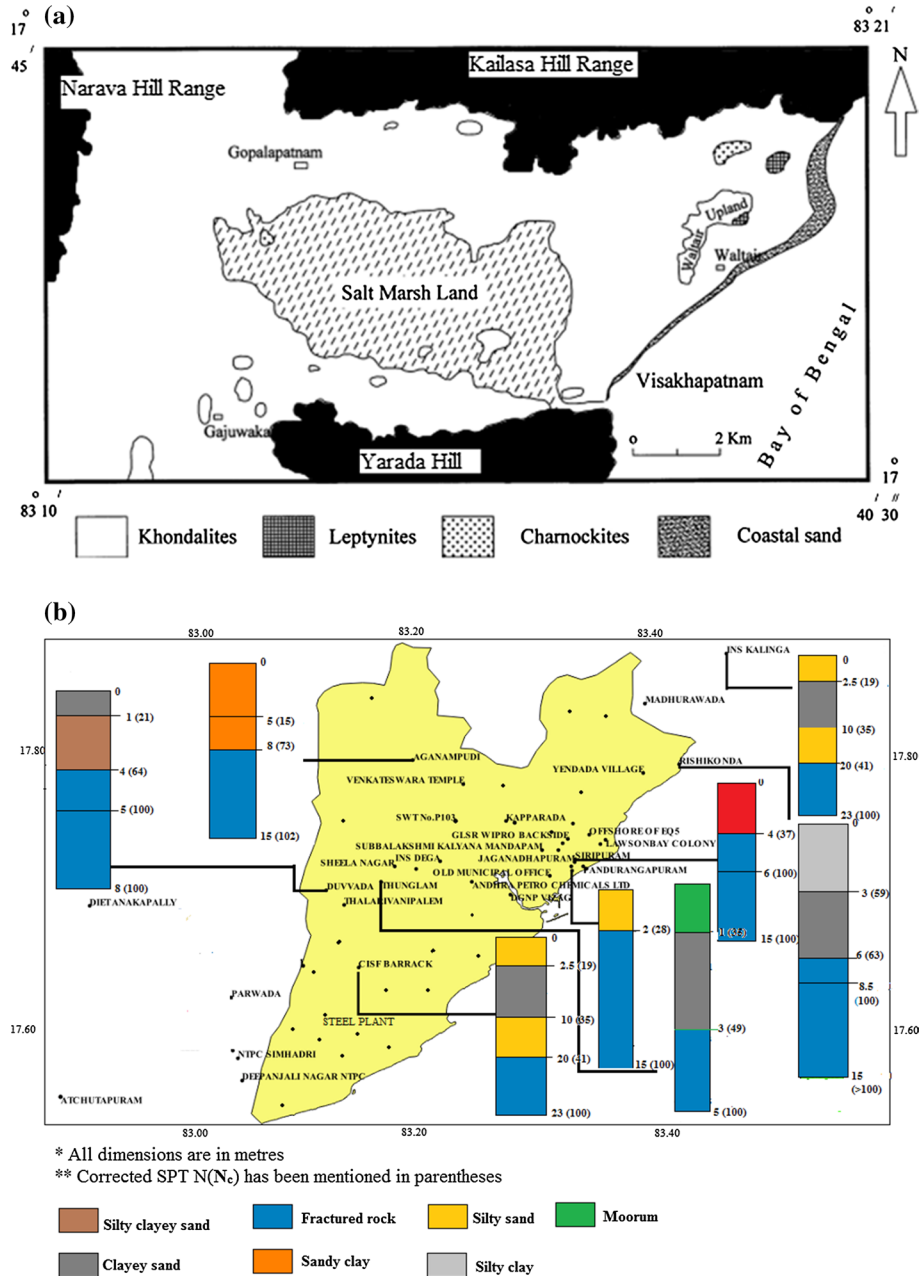 (a)
17 o /
45
83 21
o /
N
Kailasa Hill Range
Narava Hill Range
Gopalapatnam
Waltair Upland
Waltair
Salt Marsh Land
Visakhapatnam
Bay of Bengal
Gajuwaka
Yarada Hill
o 2 Km
o /
83 10
o / //
17 40 30
Khondalites Leptynites Charnockites Coastal sand
(b)
83.00 83.20 83.40
INS KALINGA
MADHURAWADA
17.80 17.80
AGANAMPUDI
RISHIKONDA
YENDADA VILLAGE
VENKATESWARA TEMPLE
SWT No.P103 KAPPARADA
GLSR WIPRO BACKSIDE OFFSHORE OF EQ5
SUBBALAKSHMI KALYANA MANDAPAM LAWSONBAY COLONY
SHEELA NAGAR INS DEGA JAGANADHAPURAM SIRIPURAM
OLD MUNICIPAL OFFICE PANDURANGAPURAM
DUVVADA THUNGLAM ANDHRA PETRO CHEMICALS LTD
THALARIVANIPALEM DGNP VIZAG
DIETANAKAPALLY
CISF BARRACK
PARWADA
STEEL PLANT
17.60 17.60
NTPC SIMHADRI
DEEPANJALI NAGAR NTPC
ATCHUTAPURAM
0
1 (21)
4 (64)
5 (100)
8 (100)
0
5 (15)
8 (73)
15 (102)
0
2.5 (19)
10 (35)
20 (41)
23 (100)
0
4 (37)
6 (100)
15 (100)
0
3 (59)
6 (63)
8.5
(100)
15
(>100)
2 (28)
15 (100)
3 (49)
5 (100)
0
2.5 (19)
10 (35)
20 (41)
23 (100)
83.00 83.20 83.40
* All dimensions are in metres
** Corrected SPT N(Nc) has been mentioned in parentheses
Silty clayey sand Fractured rock Silty sand Moorum
Clayey sand Sandy clay Silty clay